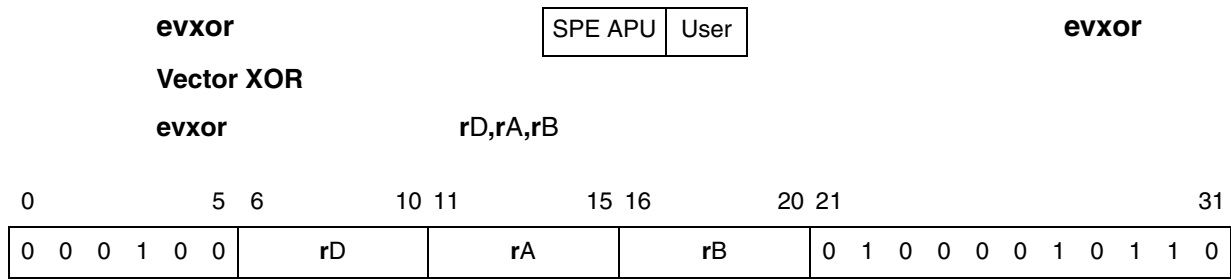 evxor SPE APU User evxor
Vector XOR
evxor rD,rA,rB
0 5 6 10 11 15 16 20 21 31
0 0 0 1 0 0 rD rA rB 0 1 0 0 0 0 1 0 1 1 0